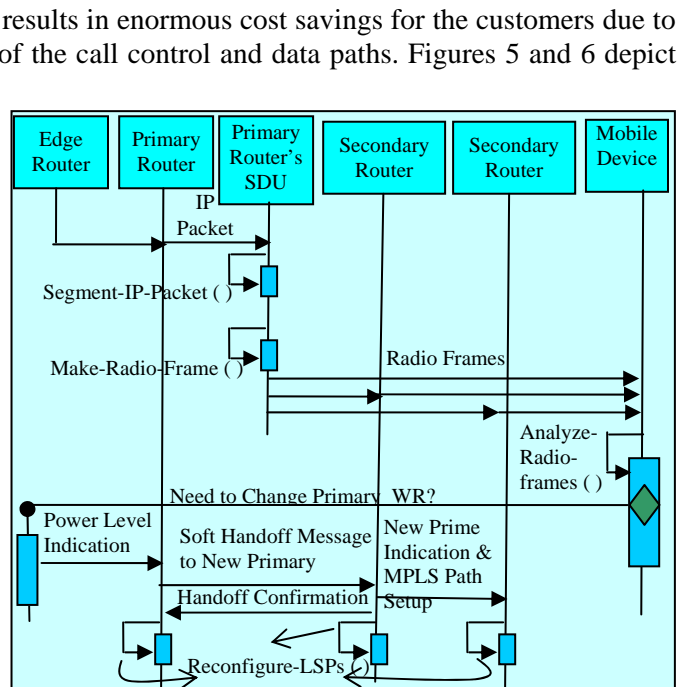 results in enormous cost savings for the customers due to
of the call control and data paths. Figures 5 and 6 depict
Edge
Router
Primary
Router
Primary
Router's
SDU
Secondary
Router
Secondary
Router
Mobile
Device
IP
Packet
Segment-IP-Packet ( )
Make-Radio-Frame ( )
Radio Frames
Analyze-
Radio-
frames ( )
Need to Change Primary WR?
Power Level
Indication
Soft Handoff Message
to New Primary
New Prime
Indication &
MPLS Path
Setup
Handoff Confirmation
Reconfigure-LSPs ( )